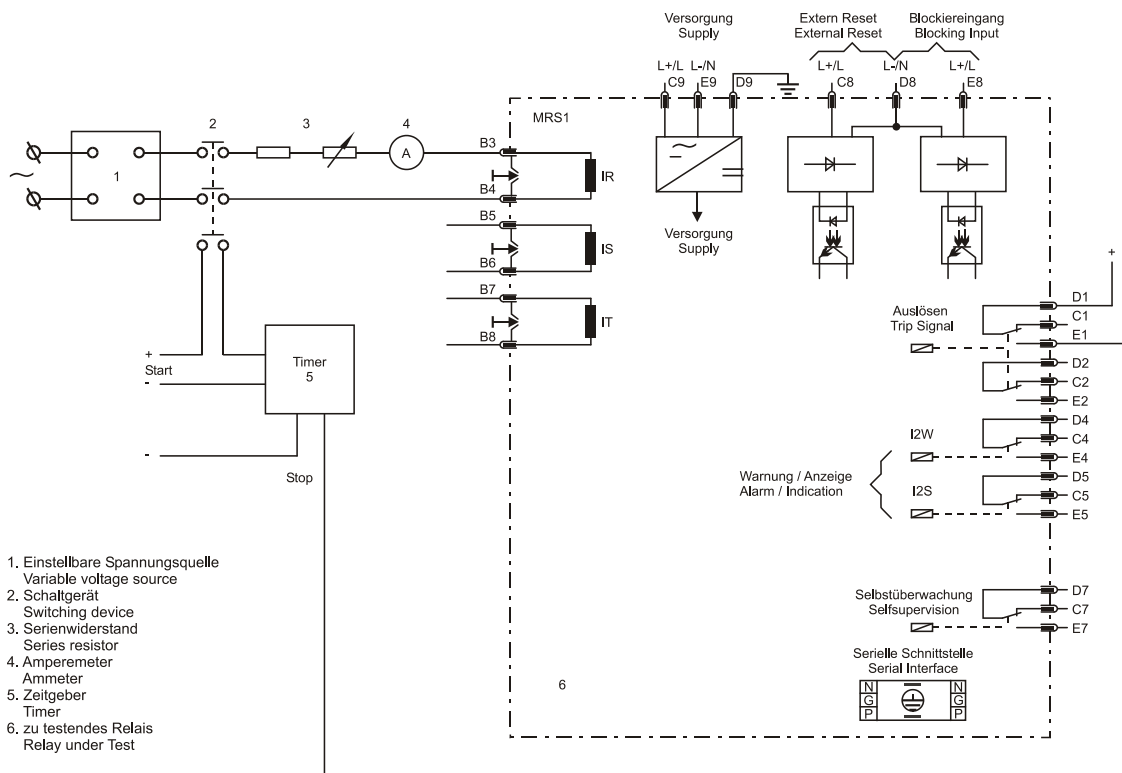 Versorgung
Supply
L+/L L-/N
C9 E9 D9
Extern Reset
External Reset
Blockiereingang
Blocking Input
L+/L L-/N L+/L
C8 D8 E8
MRS1
2 3 4
1
A
B3
B4
IR
B5
B6
IS
B7
B8
IT
~
=
Versorgung
Supply
+
Start
-
-
Timer
5
Stop
+
Auslösen
Trip Signal
D1
C1
E1
D2
C2
E2
I2W
D4
C4
E4
Warnung / Anzeige
Alarm / Indication
I2S
D5
C5
E5
Selbstüberwachung
Selfsupervision
D7
C7
E7
Serielle Schnittstelle
Serial Interface
N N
G G
P P
6
1. Einstellbare Spannungsquelle
Variable voltage source
2. Schaltgerät
Switching device
3. Serienwiderstand
Series resistor
4. Amperemeter
Ammeter
5. Zeitgeber
Timer
6. zu testendes Relais
Relay under Test